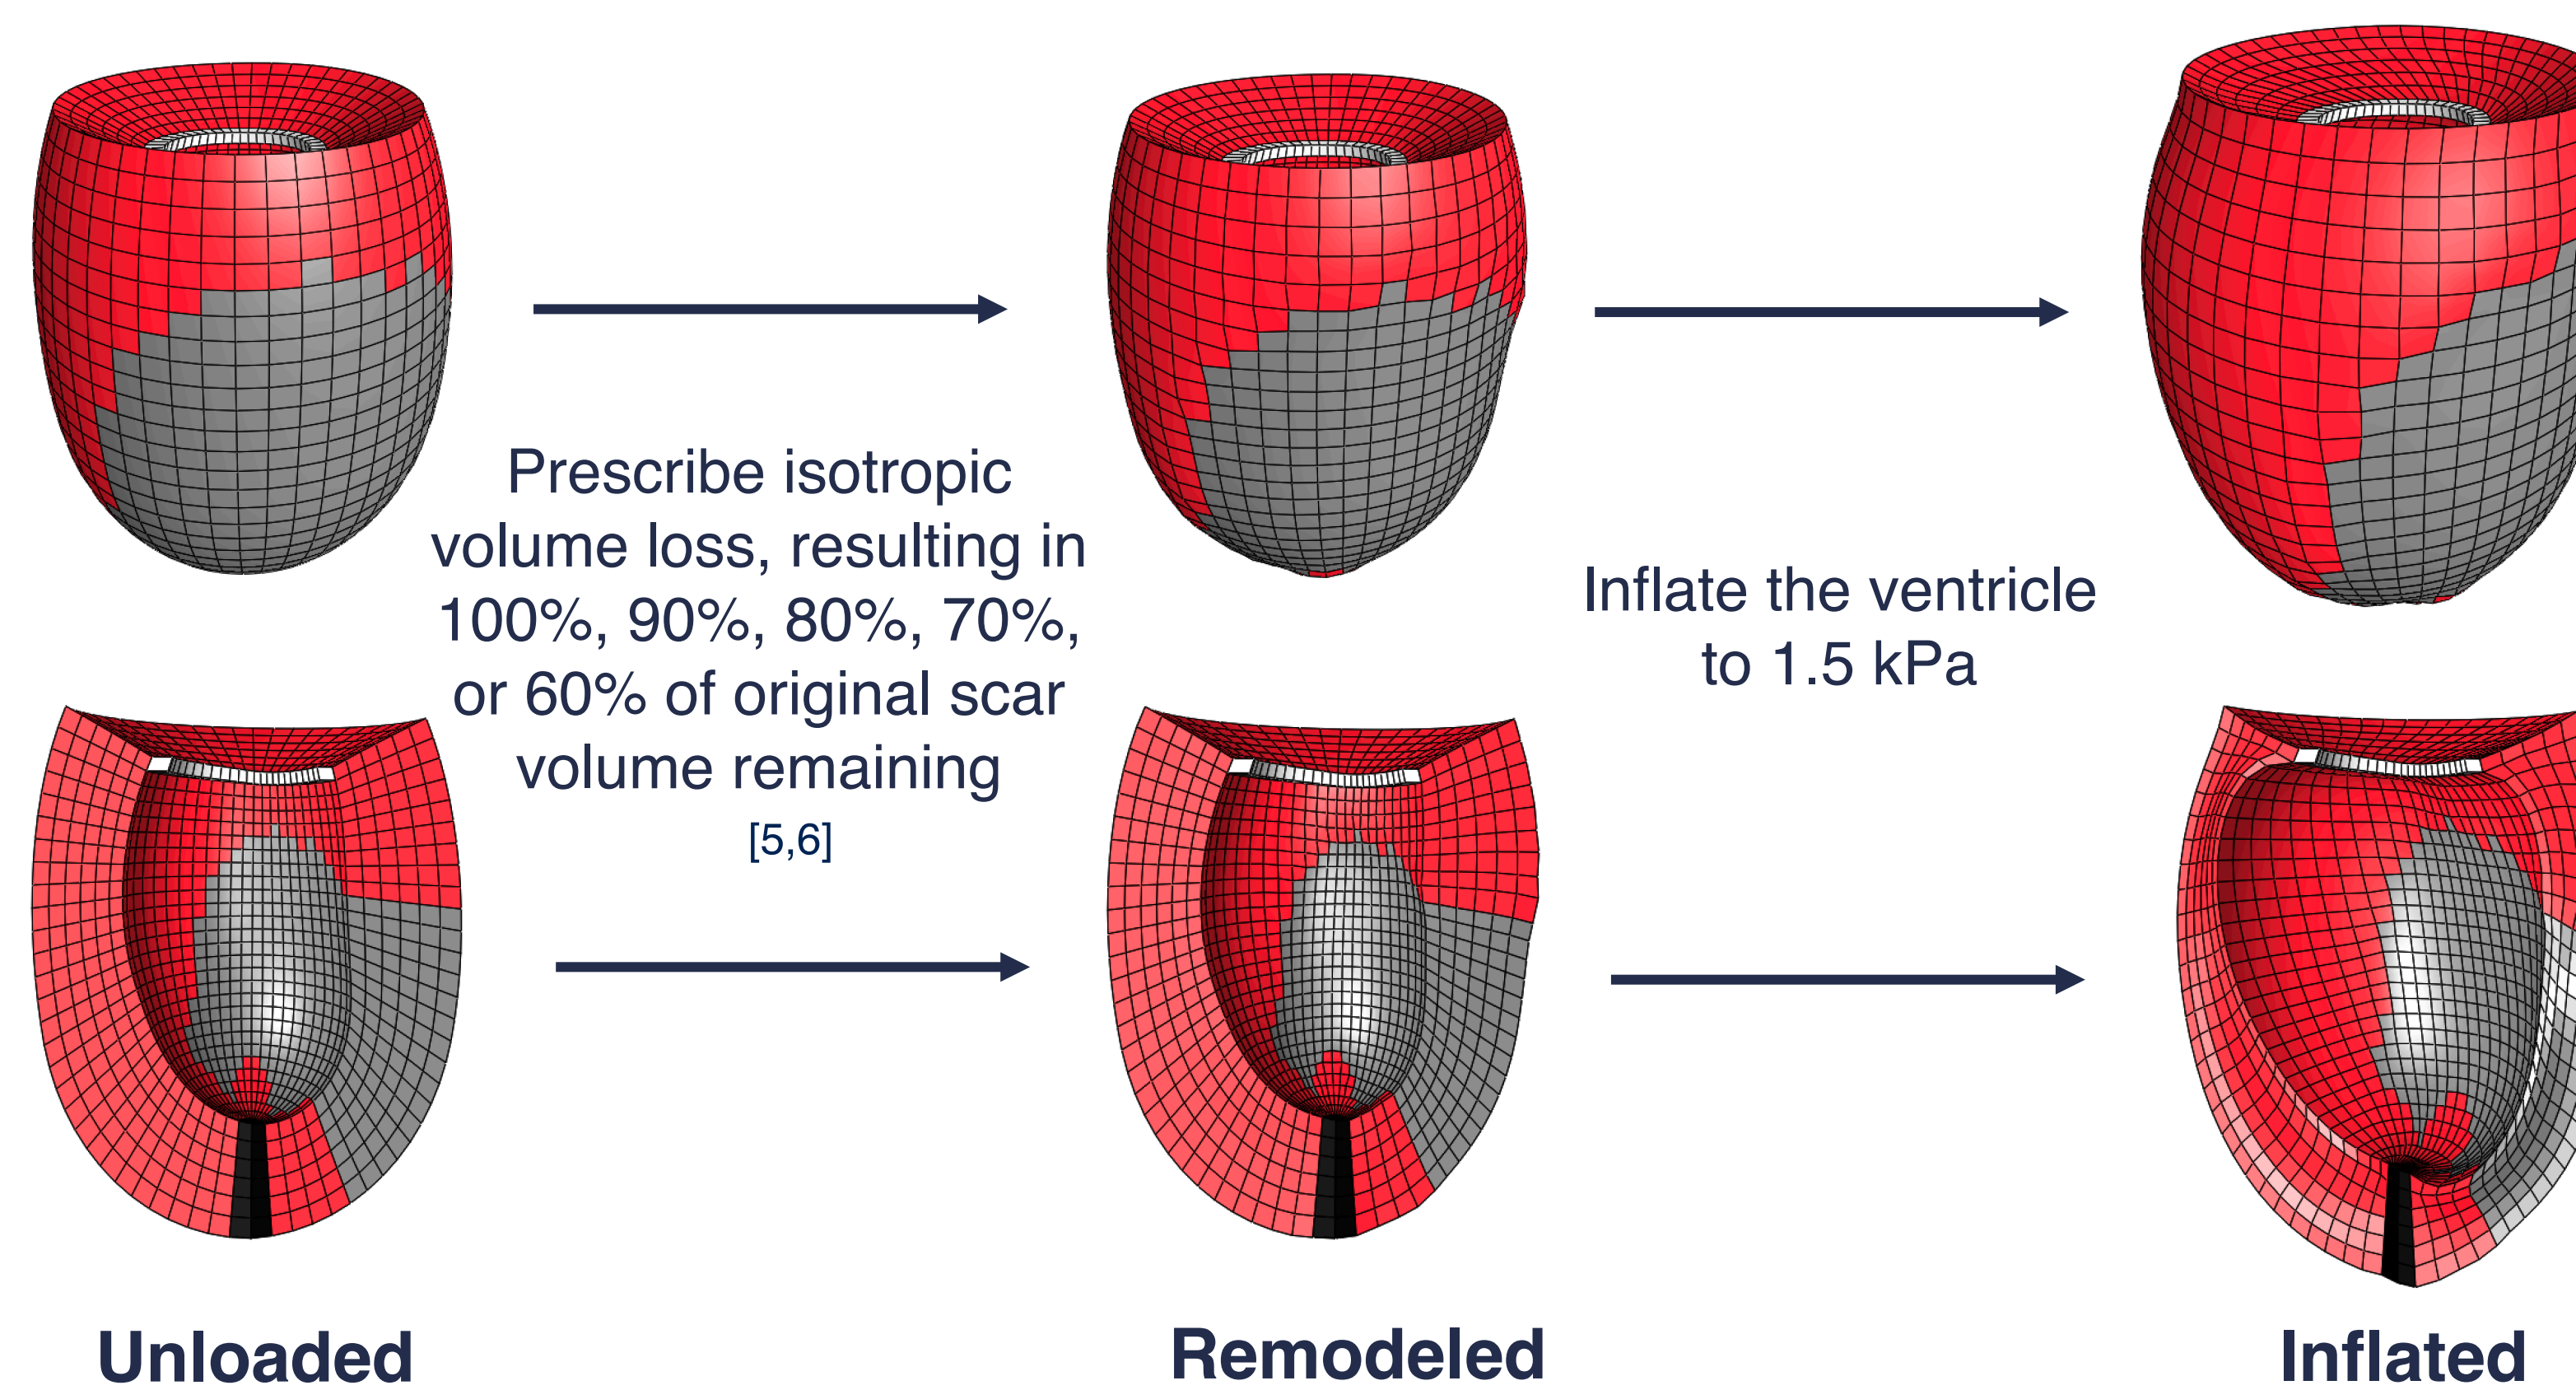 Prescribe isotropic
volume loss, resulting in
100%, 90%, 80%, 70%,
or 60% of original scar
volume remaining
[5,6]
Inflate the ventricle
to 1.5 kPa
Unloaded
Remodeled
Inflated